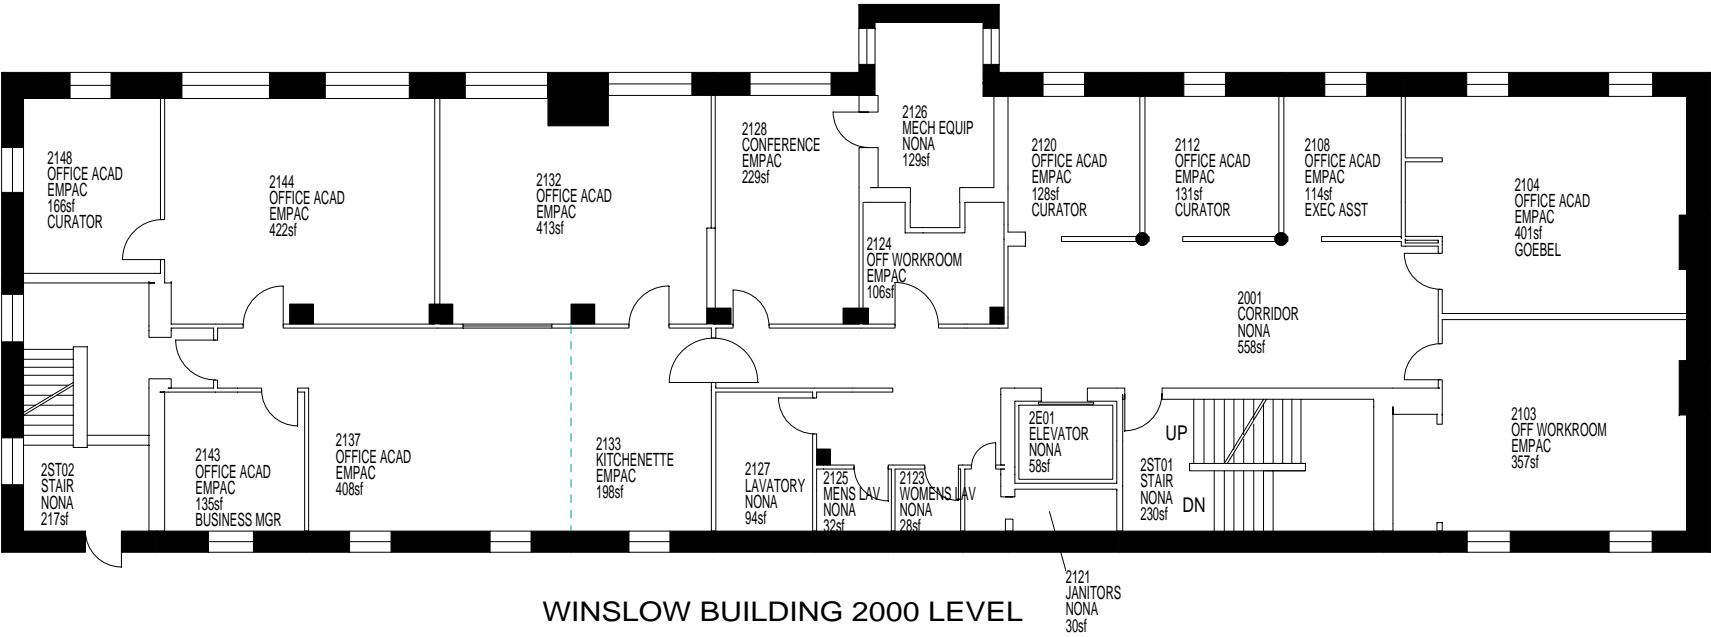 2148
OFFICE ACAD
EMPAC
166sf
CURATOR
2144
OFFICE ACAD
EMPAC
422sf
2132
OFFICE ACAD
EMPAC
413sf
2128
CONFERENCE
EMPAC
229sf
2126
MECH EQUIP
NONA
129sf
2124
OFF WORKROOM
EMPAC
106sf
2120
OFFICE ACAD
EMPAC
128sf
CURATOR
2112
OFFICE ACAD
EMPAC
131sf
CURATOR
2108
OFFICE ACAD
EMPAC
114sf
EXEC ASST
2104
OFFICE ACAD
EMPAC
401sf
GOEBEL
2001
CORRIDOR
NONA
558sf
2ST02
STAIR
NONA
217sf
2143
OFFICE ACAD
EMPAC
135sf
BUSINESS MGR
2137
OFFICE ACAD
EMPAC
408sf
2133
KITCHENETTE
EMPAC
198sf
2127
LAVATORY
NONA
94sf
2125
MENS LAV
NONA
32sf
2123
WOMENS LAV
NONA
28sf
2E01
ELEVATOR
NONA
58sf
UP
2ST01
STAIR
NONA
230sf
DN
2103
OFF WORKROOM
EMPAC
357sf
2121
JANITORS
NONA
30sf
WINSLOW BUILDING 2000 LEVEL